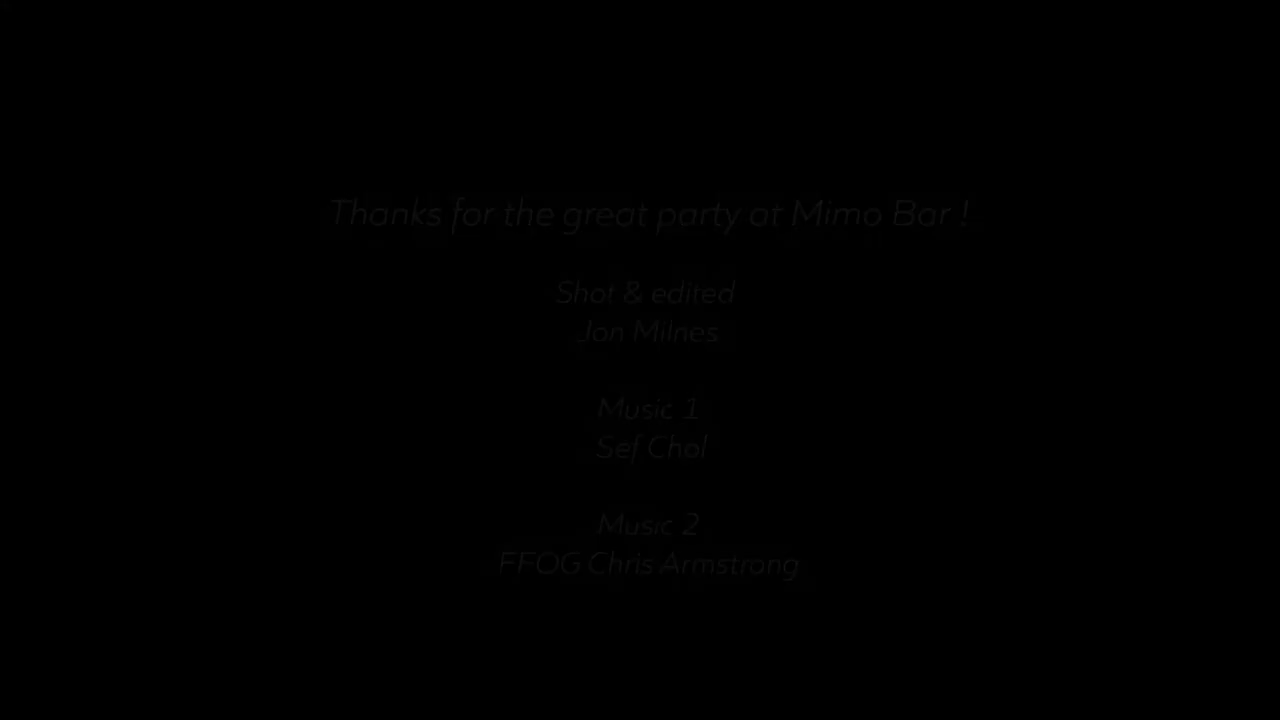 Thanks for the great party at Mimo Bar !
Shot & edited
Jon Milnes
Music 1
Sef Chol
Music 2
FFOG Chris Armstrong